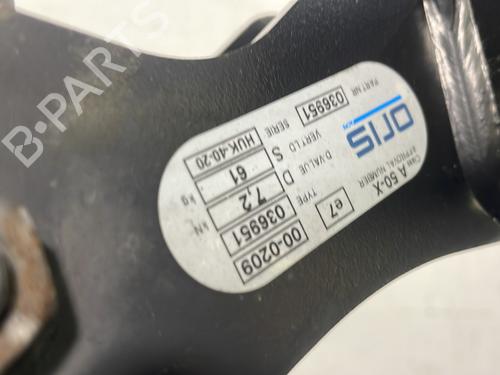 ORIS
Class A 50-X
APPROVAL NUMBER
e7
00-0209
TYPE
036951
D.VALUE D 7,2 kN
VERT.LD S 61 kg
SERIE HUK-40-20
PART.NR 036951
B-PARTS